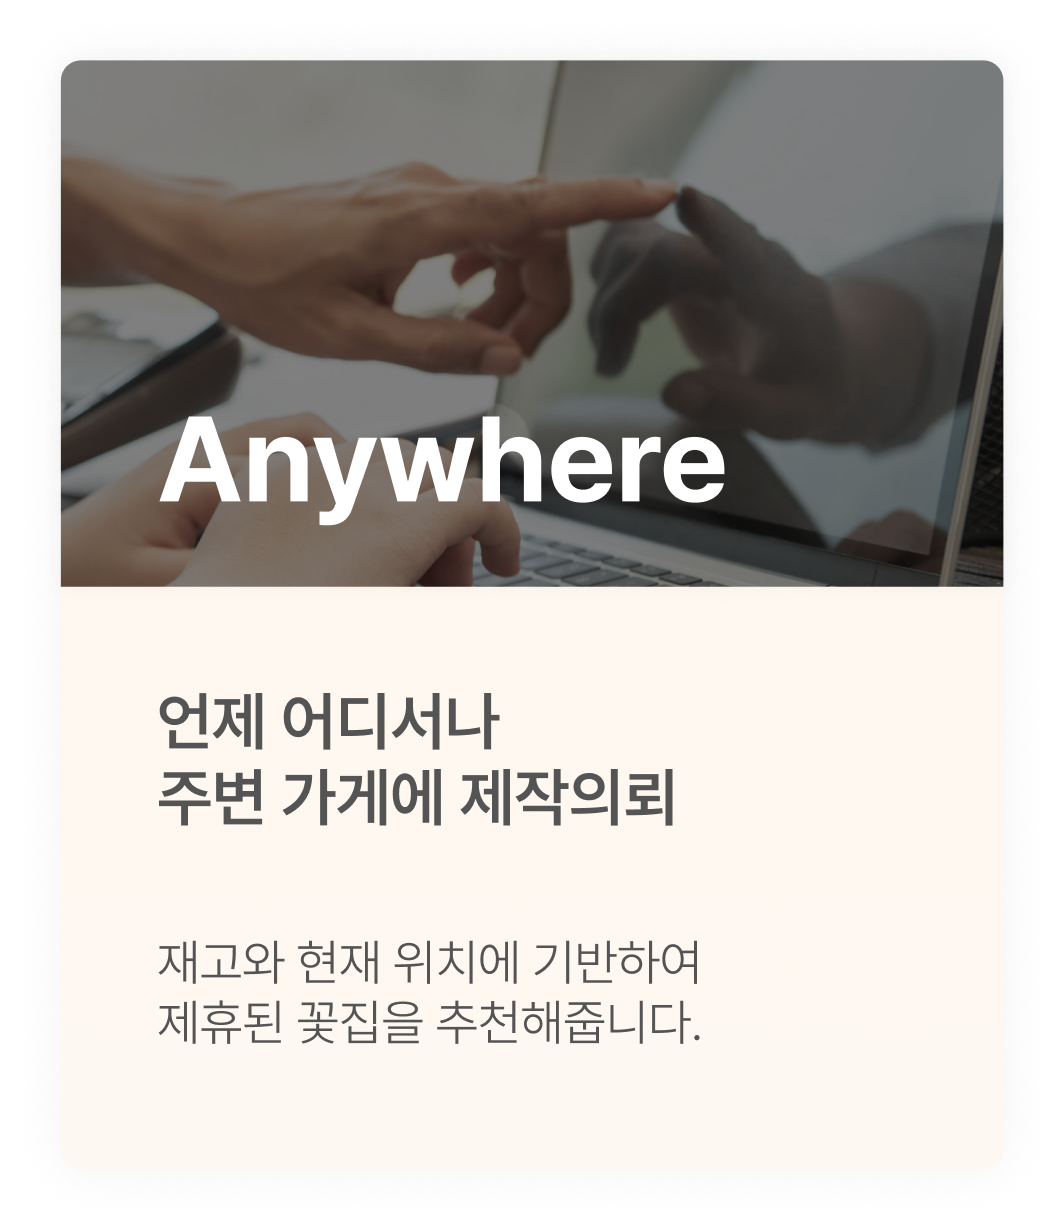 Anywhere
언제 어디서나
주변 가게에 제작의뢰
재고와 현재 위치에 기반하여
제휴된 꽃집을 추천해줍니다.